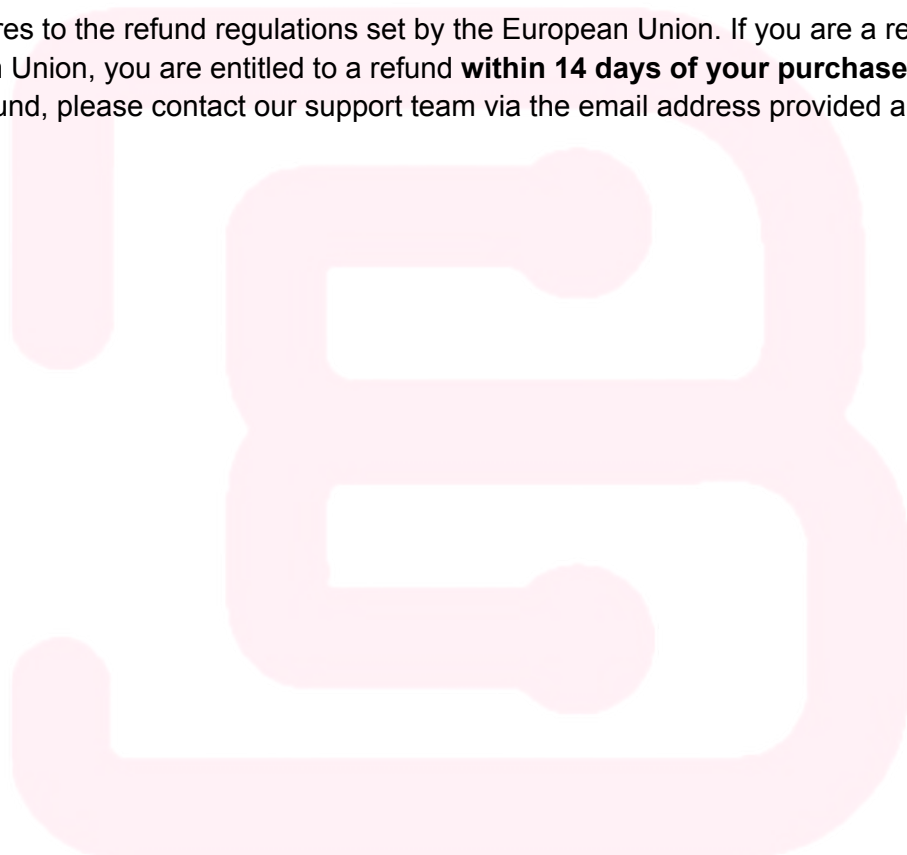 res to the refund regulations set by the European Union. If you are a re
Union, you are entitled to a refund within 14 days of your purchase
und, please contact our support team via the email address provided a